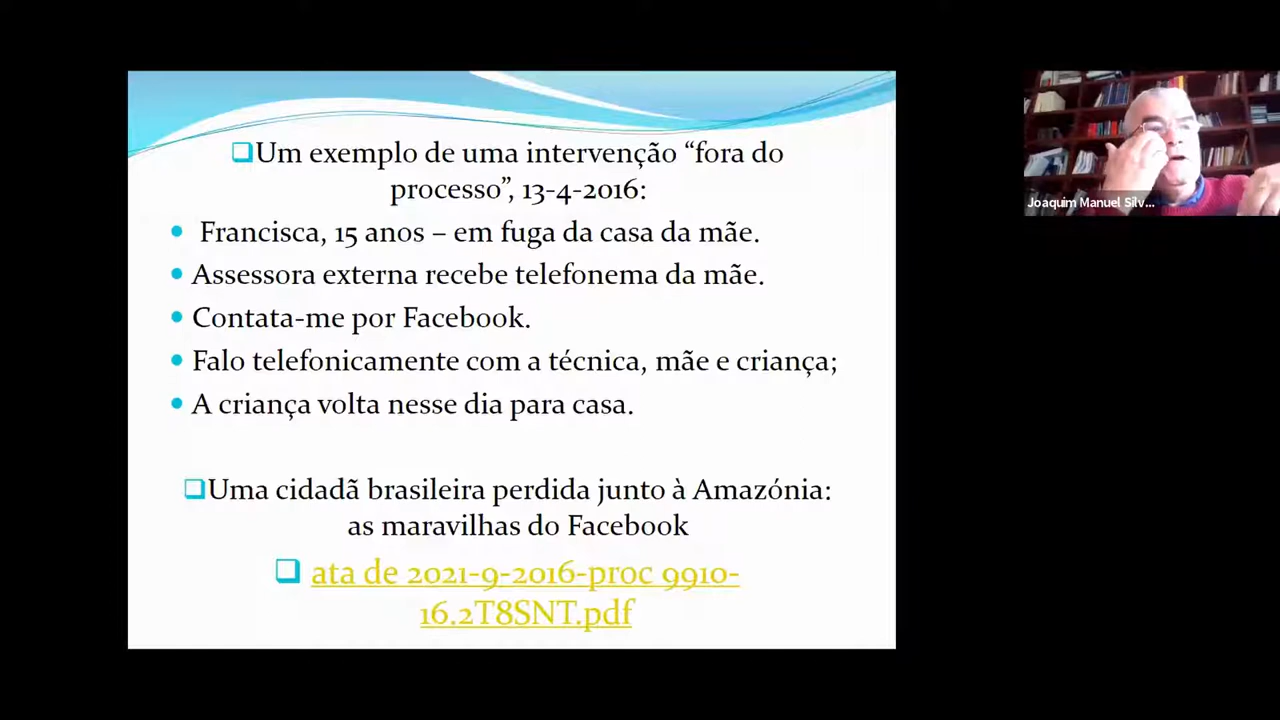 Um exemplo de uma intervenção “fora do
processo”, 13-4-2016:
Francisca, 15 anos – em fuga da casa da mãe.
Assessora externa recebe telefonema da mãe.
Contata-me por Facebook.
Falo telefonicamente com a técnica, mãe e criança;
A criança volta nesse dia para casa.
Uma cidadã brasileira perdida junto à Amazónia:
as maravilhas do Facebook
ata de 2021-9-2016-proc 9910-
16.2T8SNT.pdf
Joaquim Manuel Silv...